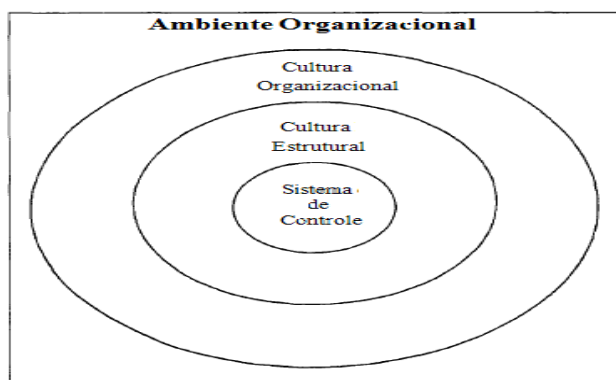 Ambiente Organizacional
Cultura
Organizacional
Cultura
Estrutural
Sistema
de
Controle